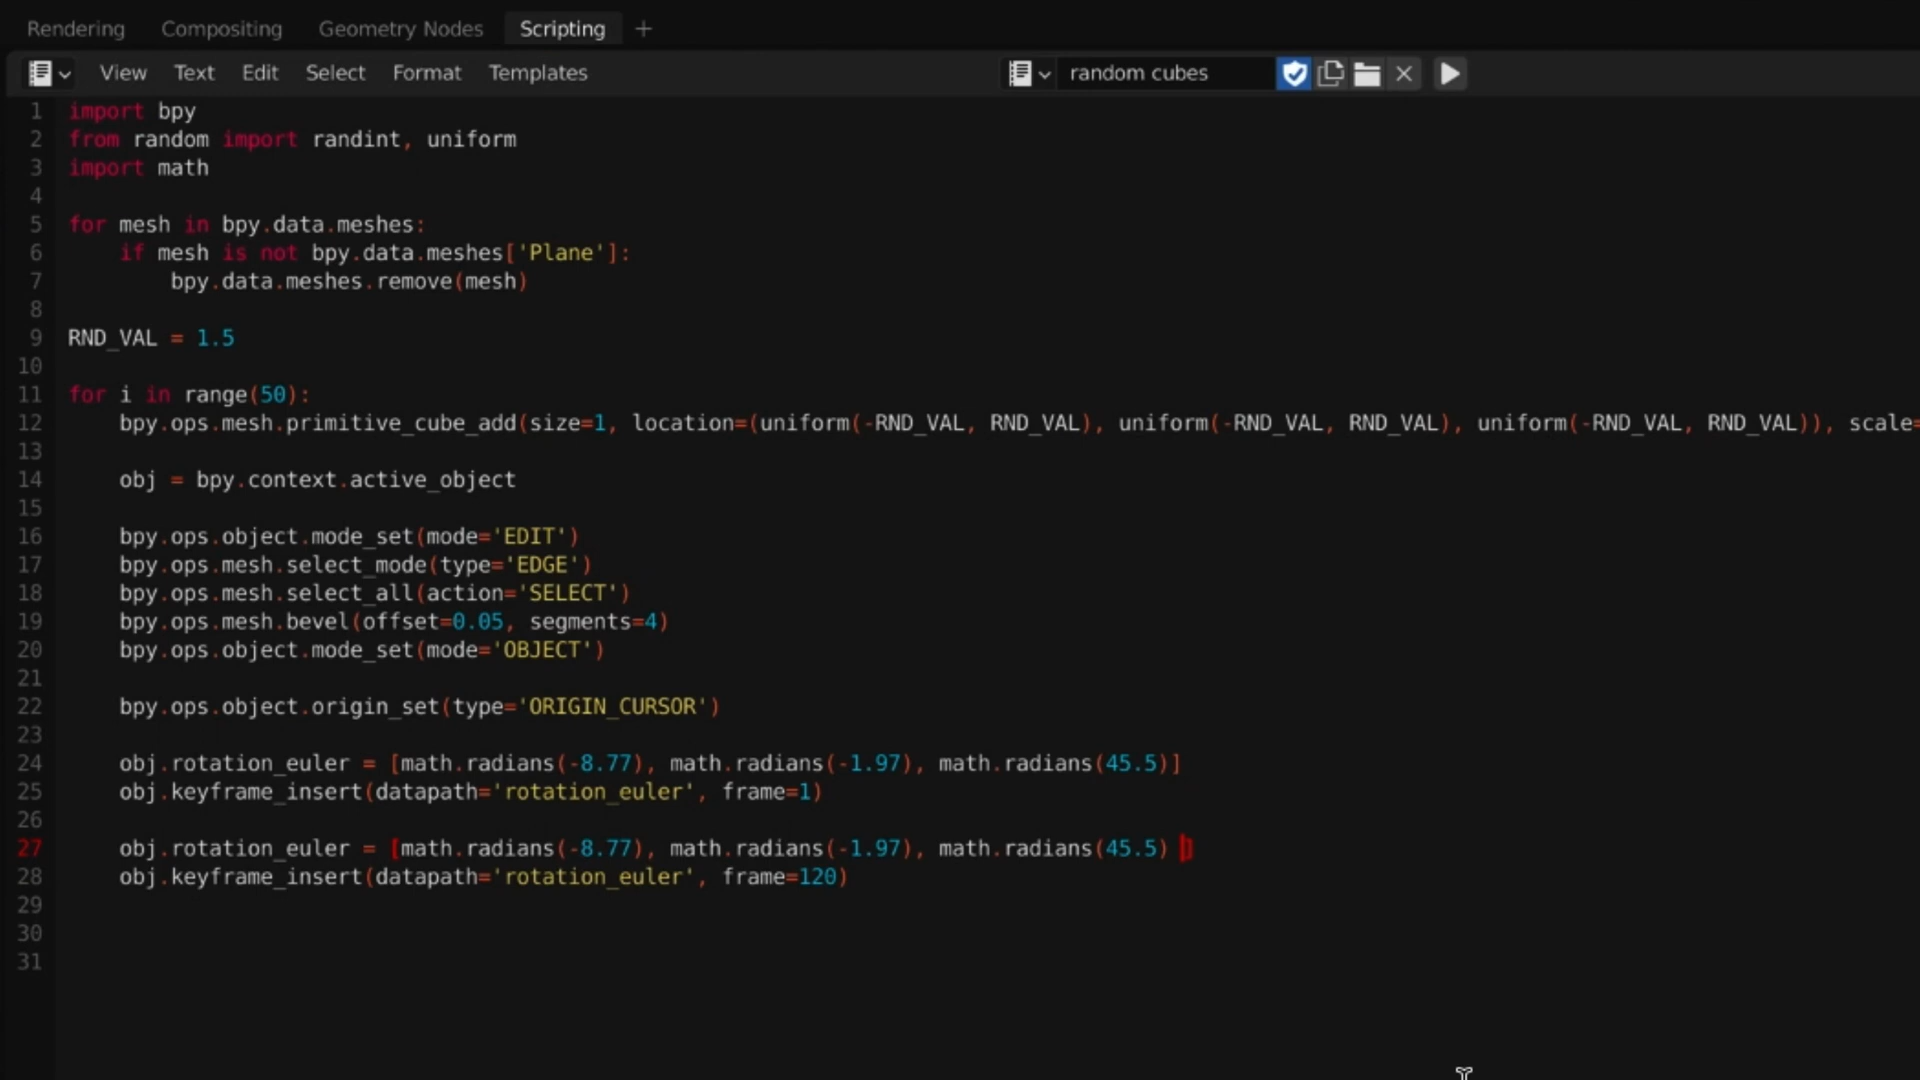 Rendering Compositing Geometry Nodes Scripting +
View Text Edit Select Format Templates random cubes
1 import bpy
2 from random import randint, uniform
3 import math
4
5 for mesh in bpy.data.meshes:
6     if mesh is not bpy.data.meshes['Plane']:
7         bpy.data.meshes.remove(mesh)
8
9 RND_VAL = 1.5
10
11 for i in range(50):
12     bpy.ops.mesh.primitive_cube_add(size=1, location=(uniform(-RND_VAL, RND_VAL), uniform(-RND_VAL, RND_VAL), uniform(-RND_VAL, RND_VAL)), scale=
13
14     obj = bpy.context.active_object
15
16     bpy.ops.object.mode_set(mode='EDIT')
17     bpy.ops.mesh.select_mode(type='EDGE')
18     bpy.ops.mesh.select_all(action='SELECT')
19     bpy.ops.mesh.bevel(offset=0.05, segments=4)
20     bpy.ops.object.mode_set(mode='OBJECT')
21
22     bpy.ops.object.origin_set(type='ORIGIN_CURSOR')
23
24     obj.rotation_euler = [math.radians(-8.77), math.radians(-1.97), math.radians(45.5)]
25     obj.keyframe_insert(datapath='rotation_euler', frame=1)
26
27     obj.rotation_euler = [math.radians(-8.77), math.radians(-1.97), math.radians(45.5) ]
28     obj.keyframe_insert(datapath='rotation_euler', frame=120)
29
30
31